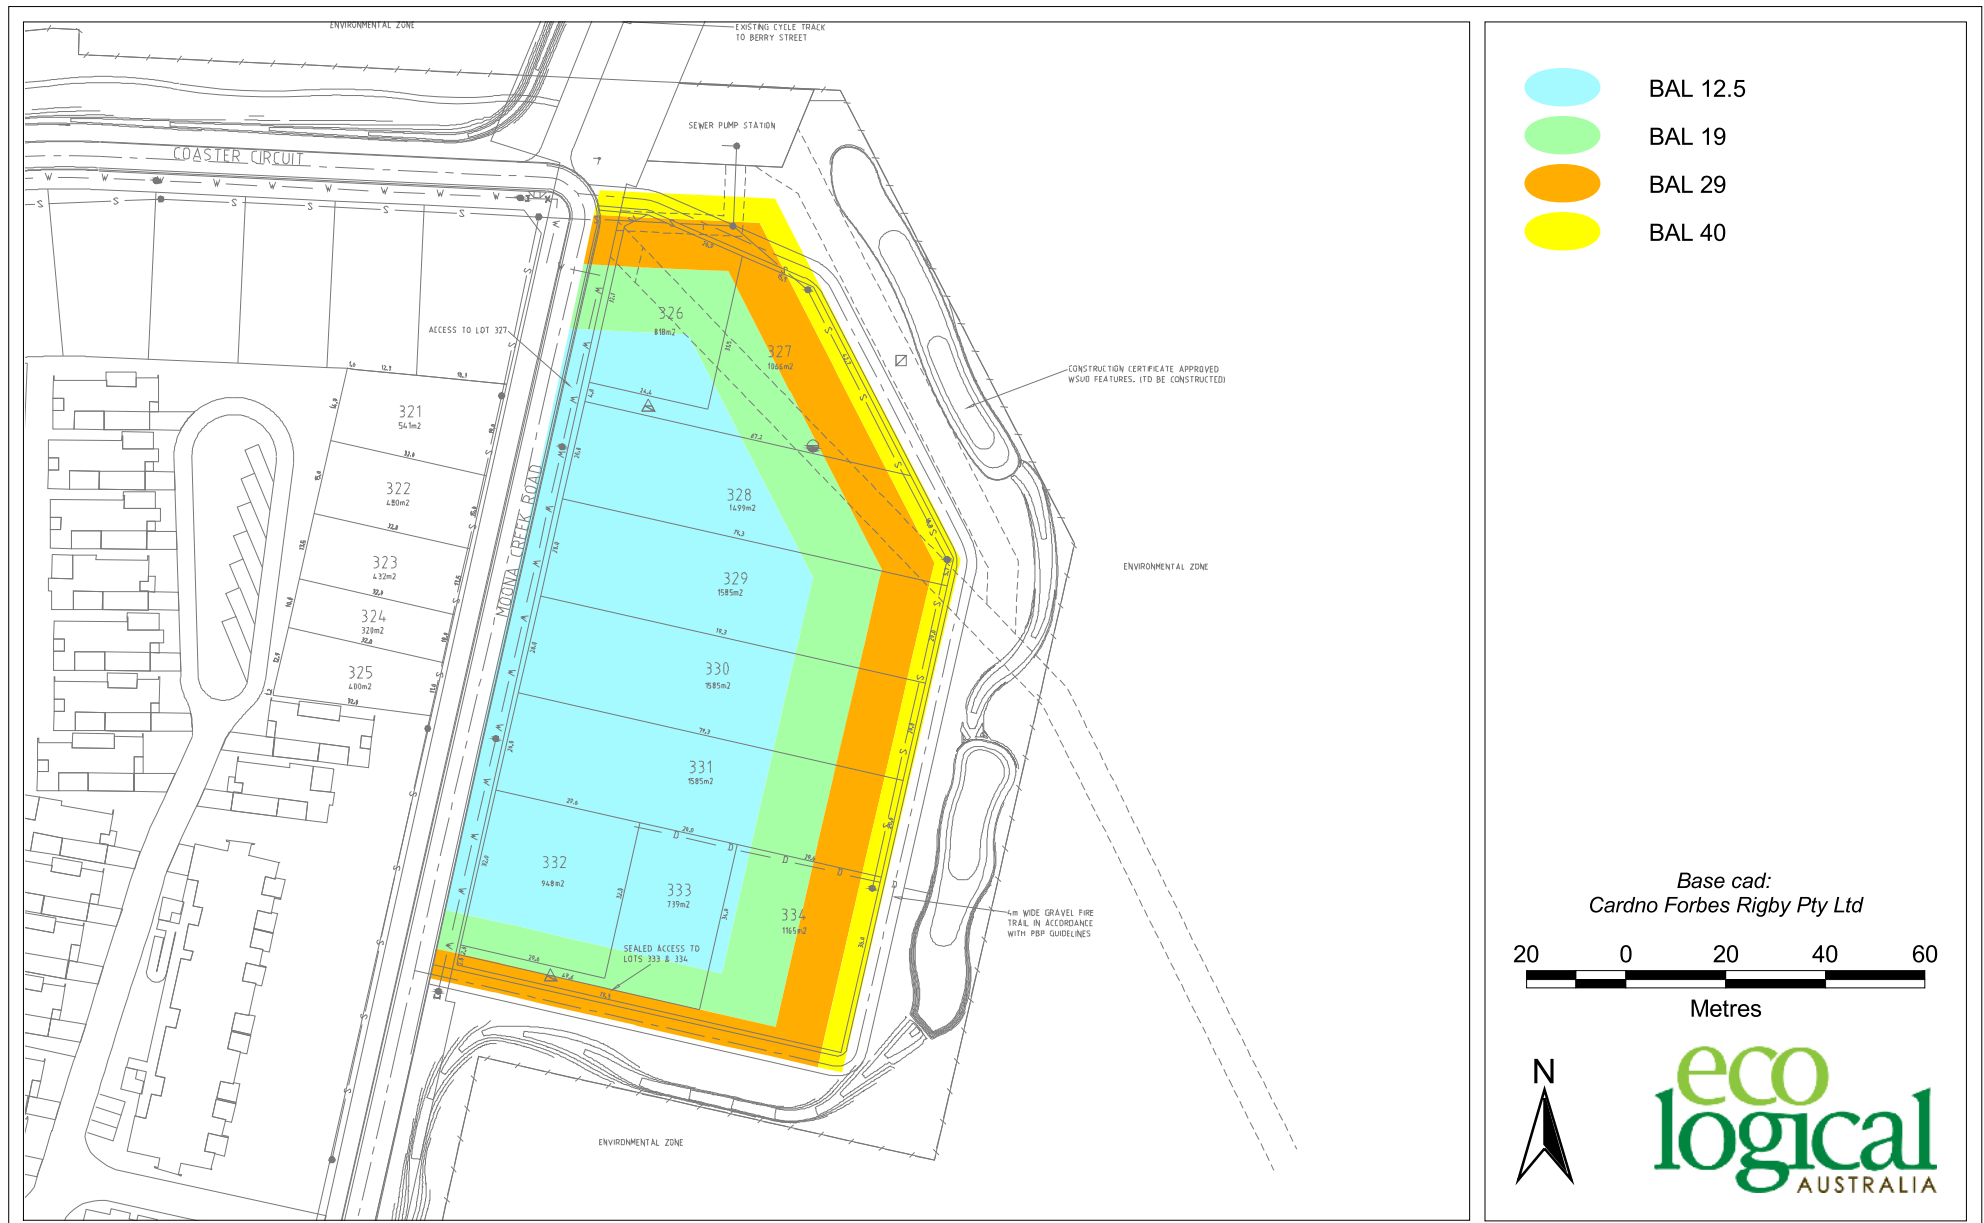 ENVIRONMENTAL ZONE
EXISTING CYCLE TRACK
TO BERRY STREET
SEWER PUMP STATION
COASTER CIRCUIT
ACCESS TO LOT 327
MOONA CREEK ROAD
321
541m2
322
480m2
323
432m2
324
320m2
325
400m2
326
818m2
327
1066m2
328
1499m2
329
1585m2
330
1585m2
331
1585m2
332
948m2
333
739m2
334
1165m2
SEALED ACCESS TO
LOTS 333 & 334
CONSTRUCTION CERTIFICATE APPROVED
WSUD FEATURES. (TO BE CONSTRUCTED)
ENVIRONMENTAL ZONE
4m WIDE GRAVEL FIRE
TRAIL IN ACCORDANCE
WITH PBP GUIDELINES
ENVIRONMENTAL ZONE
BAL 12.5
BAL 19
BAL 29
BAL 40
Base cad:
Cardno Forbes Rigby Pty Ltd
20 0 20 40 60
Metres
N
eco
logical
AUSTRALIA